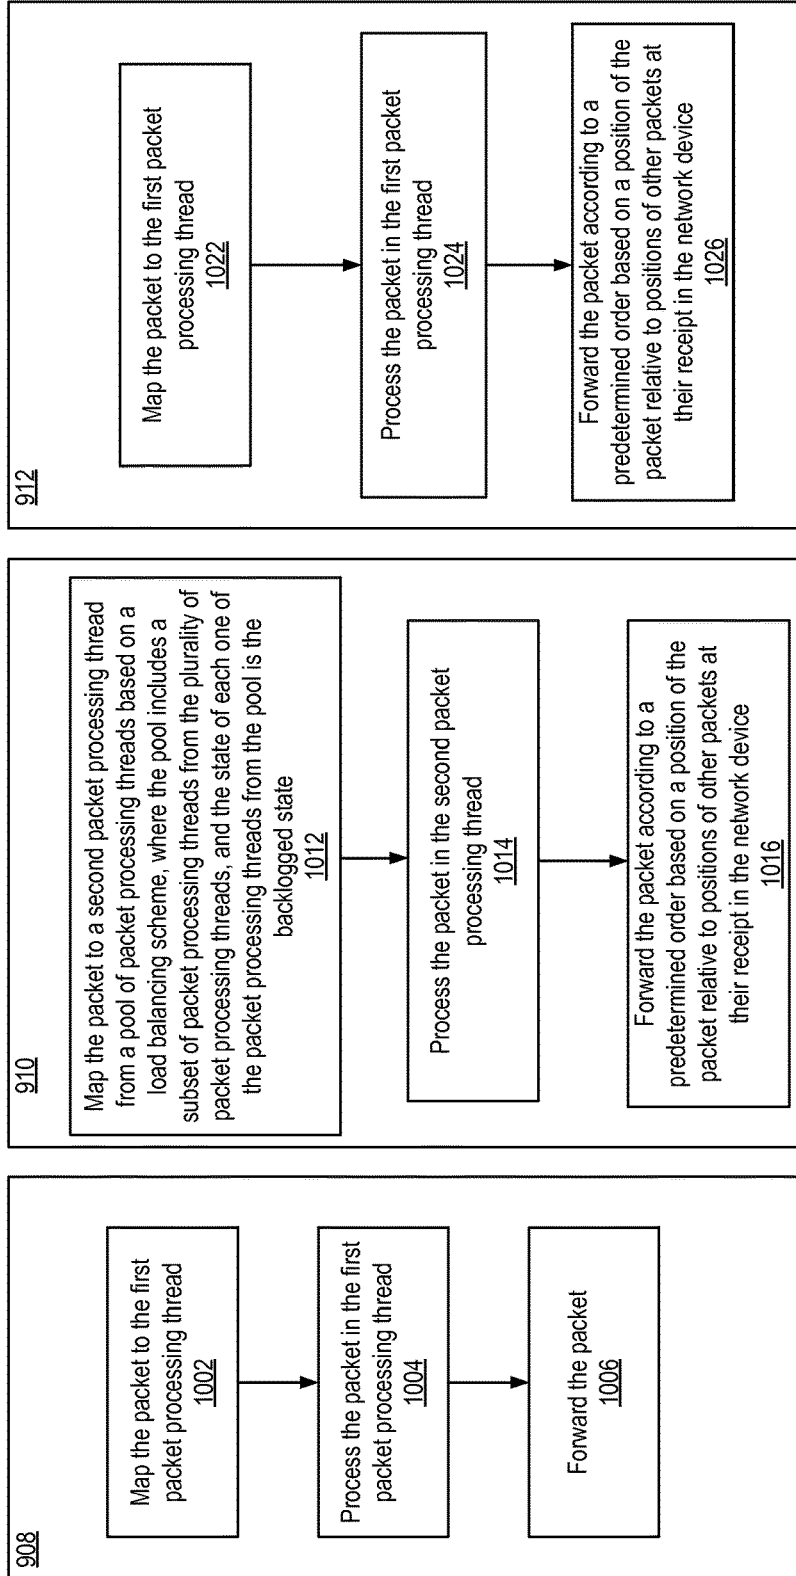 908
Map the packet to the first
packet processing thread
1002
Process the packet in the first
packet processing thread
1004
Forward the packet
1006
910
Map the packet to a second packet processing thread
from a pool of packet processing threads based on a
load balancing scheme, where the pool includes a
subset of packet processing threads from the plurality of
packet processing threads, and the state of each one of
the packet processing threads from the pool is the
backlogged state
1012
Process the packet in the second packet
processing thread
1014
Forward the packet according to a
predetermined order based on a position of the
packet relative to positions of other packets at
their receipt in the network device
1016
912
Map the packet to the first packet
processing thread
1022
Process the packet in the first packet
processing thread
1024
Forward the packet according to a
predetermined order based on a position of the
packet relative to positions of other packets at
their receipt in the network device
1026